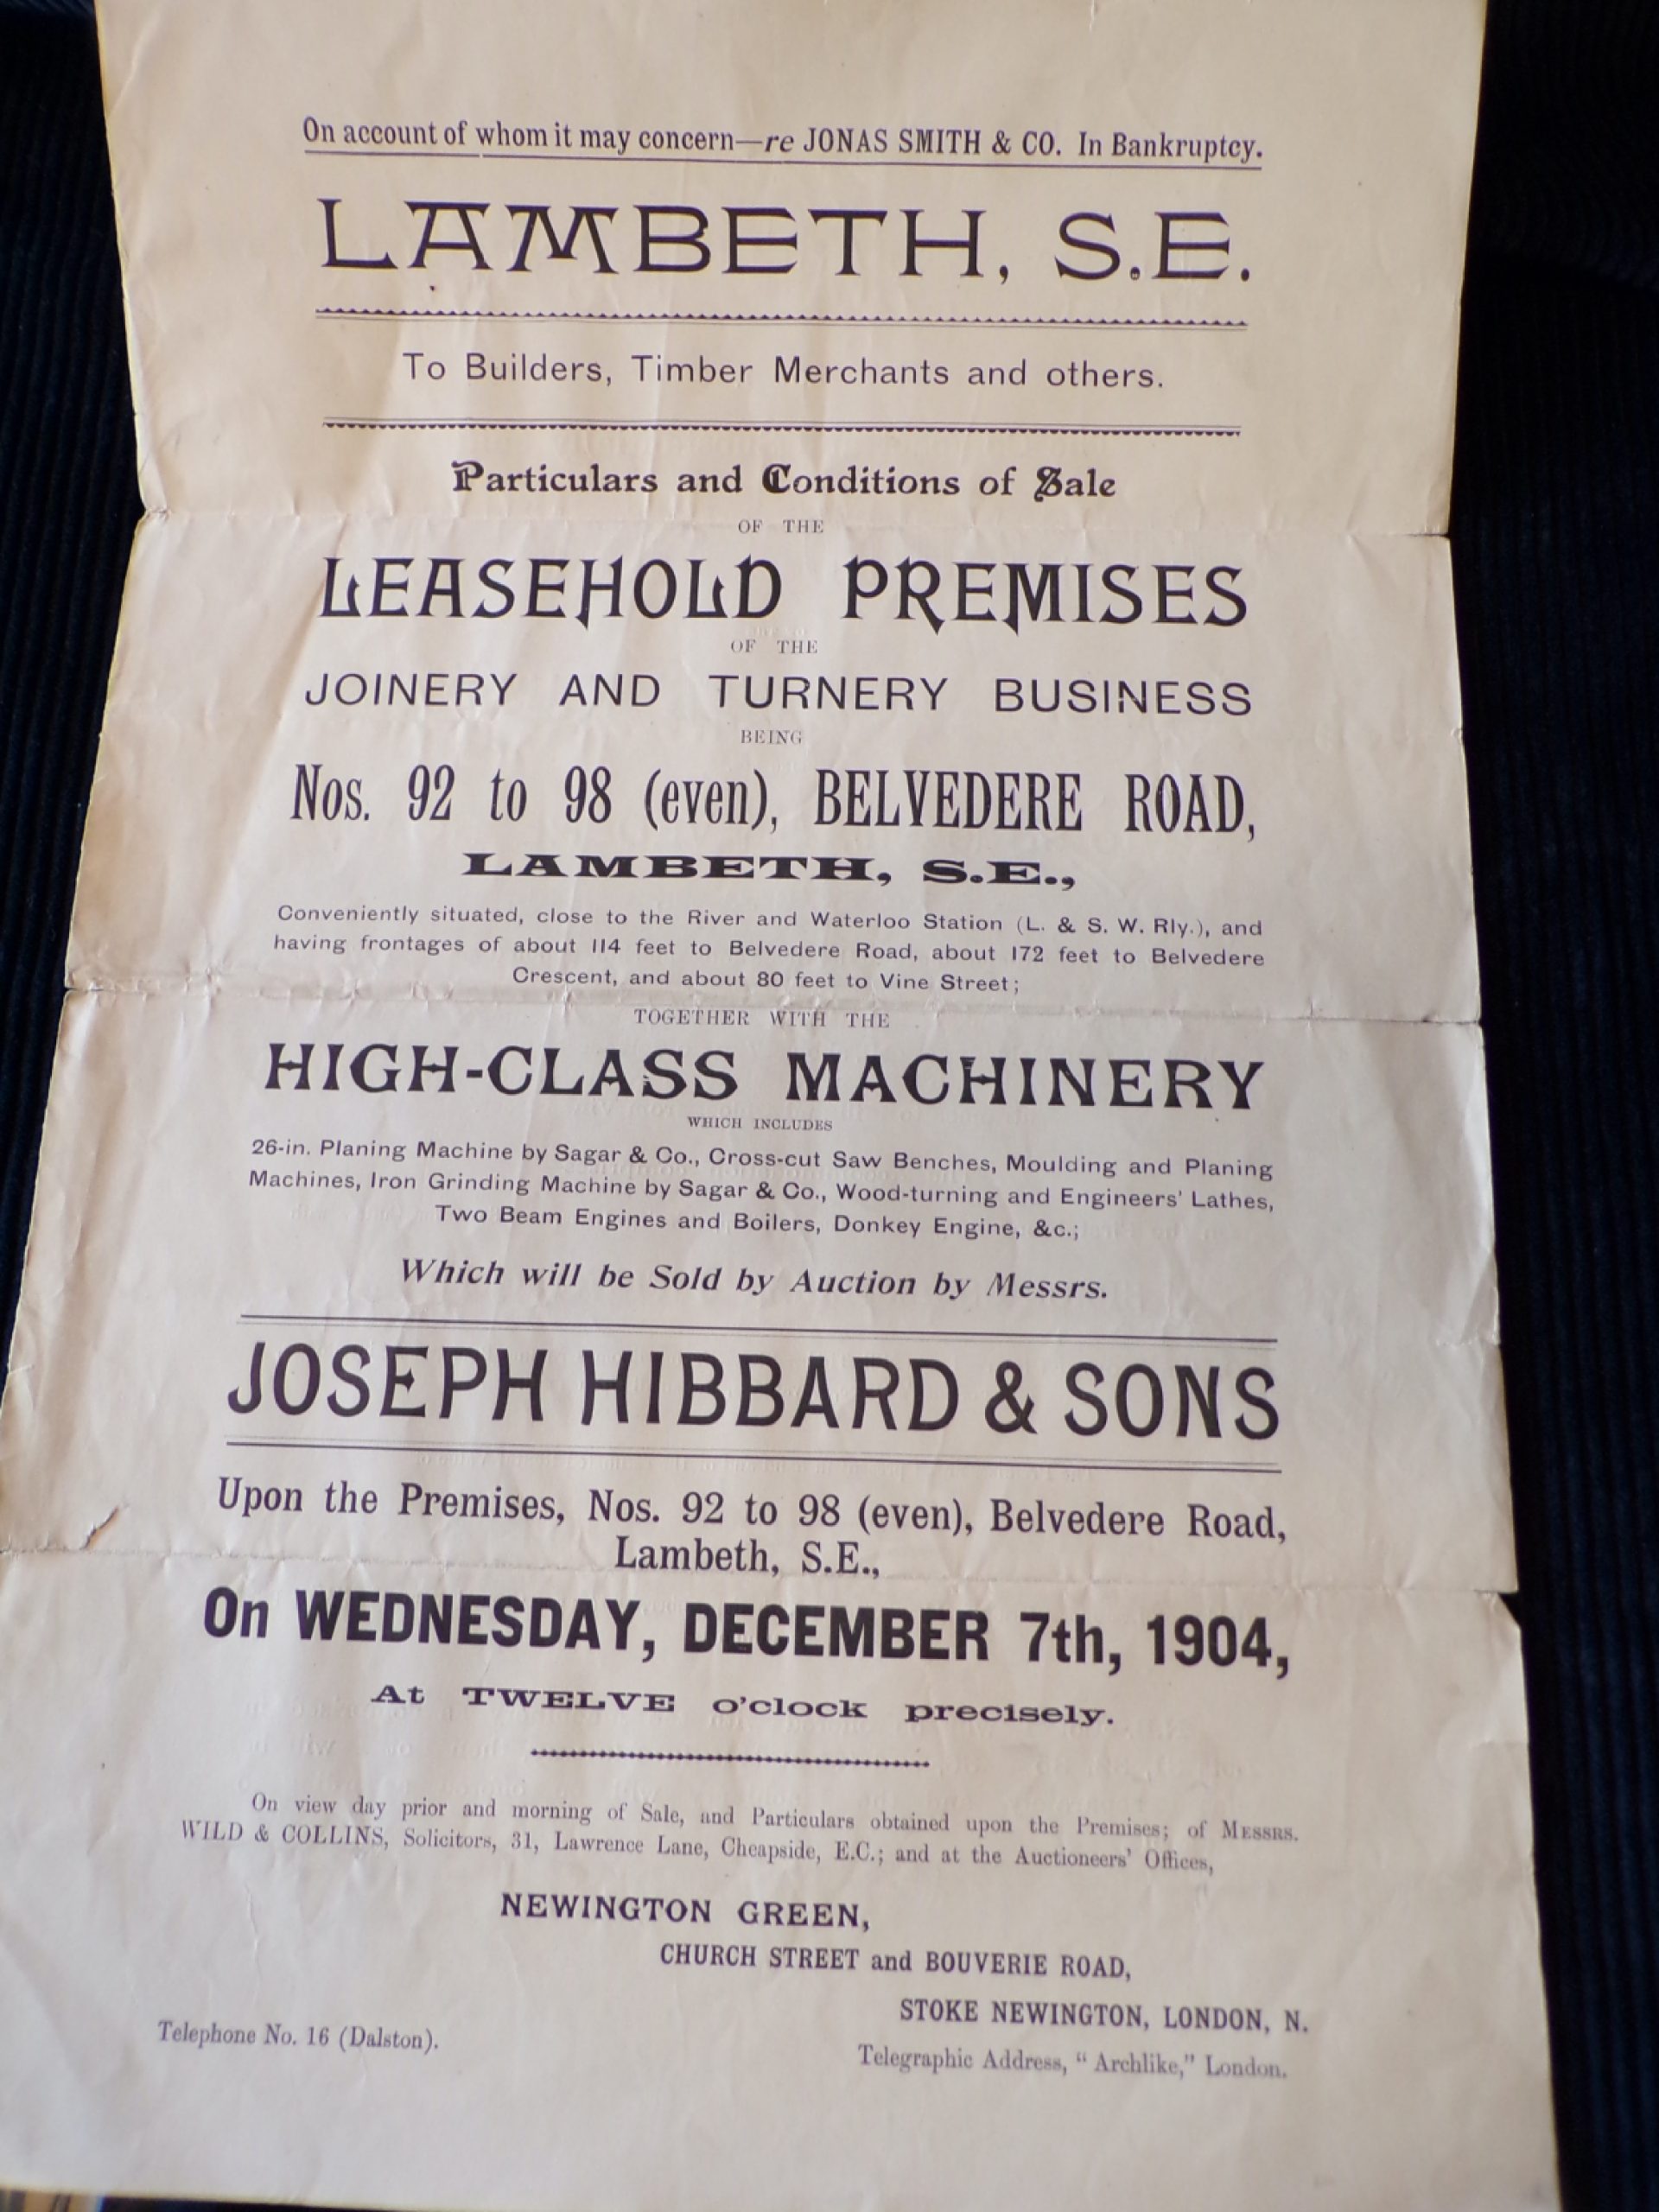 On account of whom it may concern—re JONAS SMITH & CO. In Bankruptcy.
LAMBETH, S.E.
To Builders, Timber Merchants and others.
Particulars and Conditions of Sale
OF THE
LEASEHOLD PREMISES
OF THE
JOINERY AND TURNERY BUSINESS
BEING
Nos. 92 to 98 (even), BELVEDERE ROAD,
LAMBETH, S.E.,
Conveniently situated, close to the River and Waterloo Station (L. & S. W. Rly.), and
having frontages of about 114 feet to Belvedere Road, about 172 feet to Belvedere
Crescent, and about 80 feet to Vine Street;
TOGETHER WITH THE
HIGH-CLASS MACHINERY
WHICH INCLUDES
26-in. Planing Machine by Sagar & Co., Cross-cut Saw Benches, Moulding and Planing
Machines, Iron Grinding Machine by Sagar & Co., Wood-turning and Engineers' Lathes,
Two Beam Engines and Boilers, Donkey Engine, &c.;
Which will be Sold by Auction by Messrs.
JOSEPH HIBBARD & SONS
Upon the Premises, Nos. 92 to 98 (even), Belvedere Road,
Lambeth, S.E.,
On WEDNESDAY, DECEMBER 7th, 1904,
At TWELVE o'clock precisely.
On view day prior and morning of Sale, and Particulars obtained upon the Premises; of MESSRS.
WILD & COLLINS, Solicitors, 31, Lawrence Lane, Cheapside, E.C.; and at the Auctioneers' Offices,
NEWINGTON GREEN,
CHURCH STREET and BOUVERIE ROAD,
STOKE NEWINGTON, LONDON, N.
Telephone No. 16 (Dalston).
Telegraphic Address, "Archlike," London.